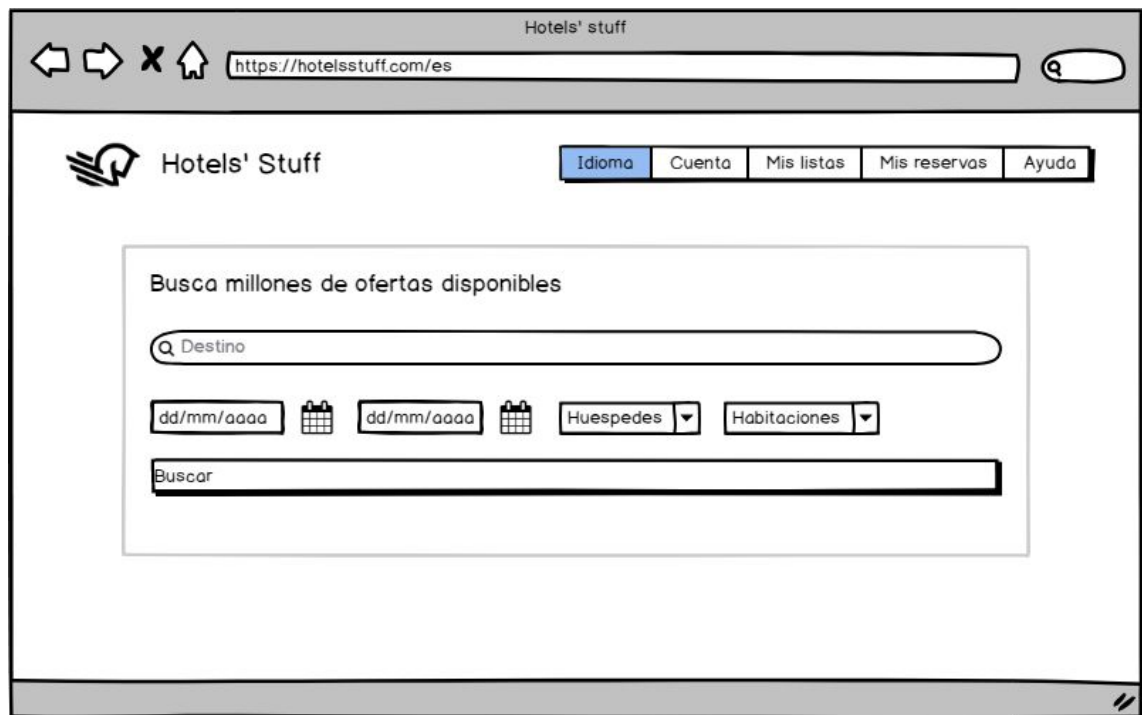 Hotels' stuff
https://hotelsstuff.com/es
Hotels' Stuff
Idioma Cuenta Mis listas Mis reservas Ayuda
Busca millones de ofertas disponibles
Destino
dd/mm/aaaa dd/mm/aaaa Huespedes Habitaciones
Buscar